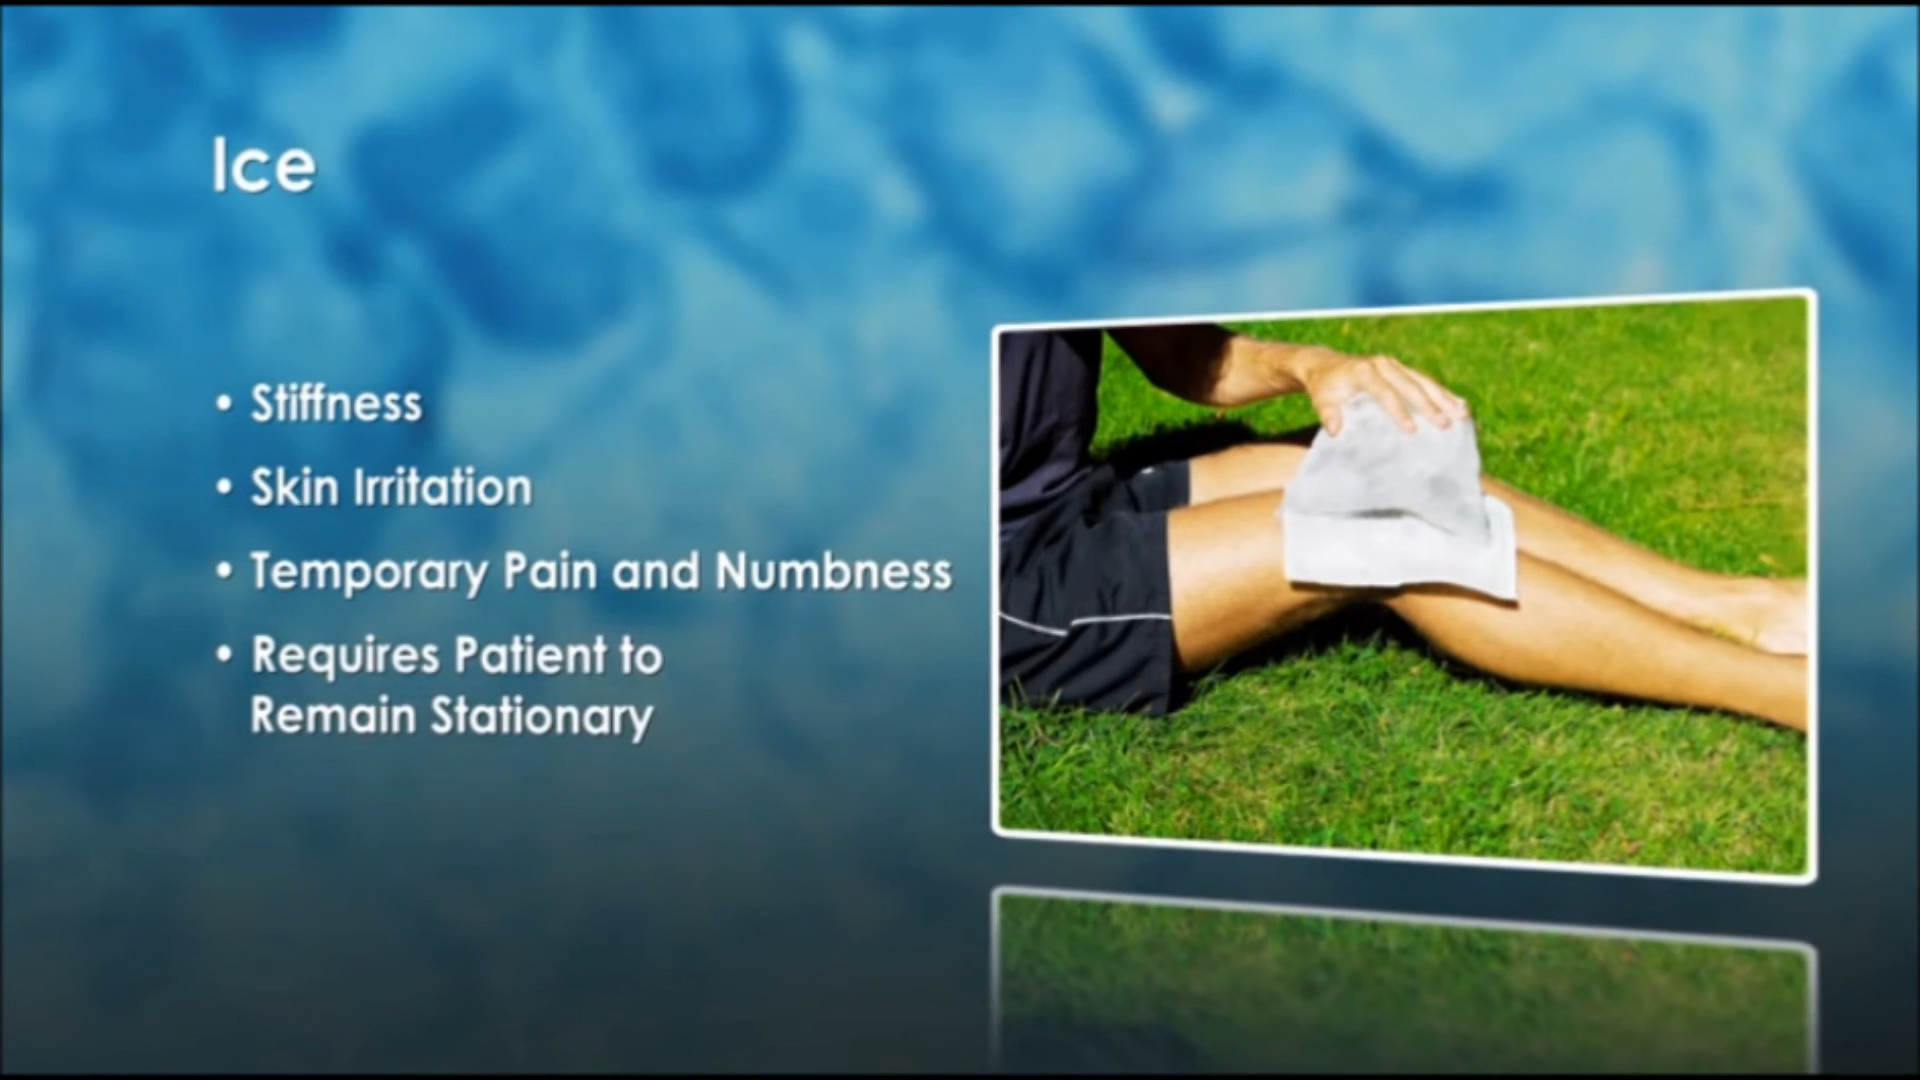 Ice
• Stiffness
• Skin Irritation
• Temporary Pain and Numbness
• Requires Patient to
Remain Stationary